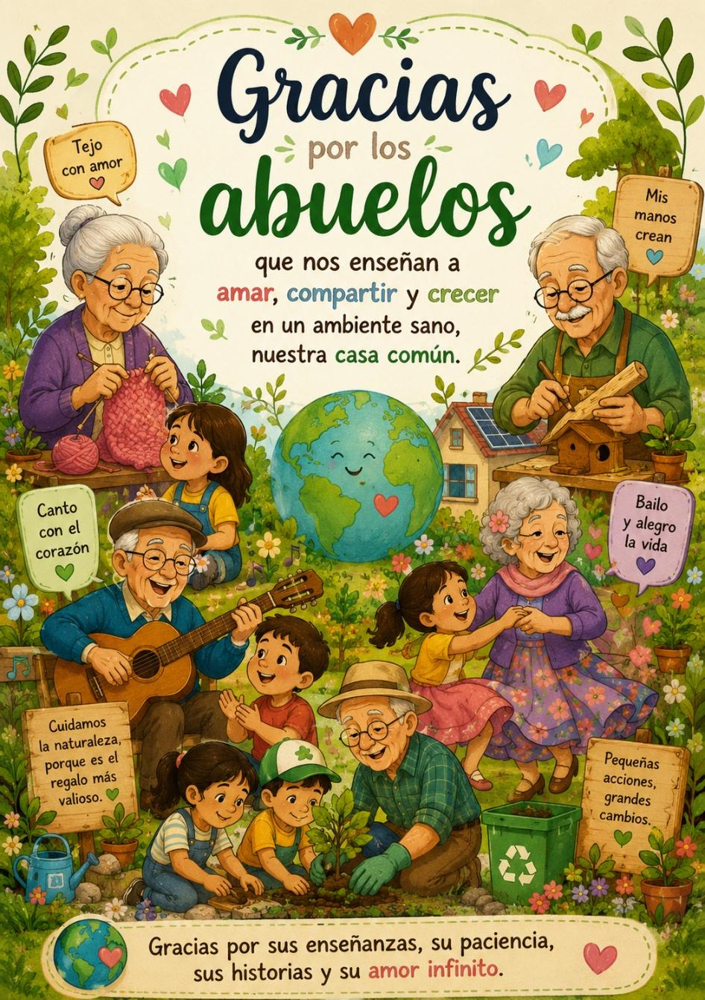 Gracias
por los
abuelos
que nos enseñan a
amar, compartir y crecer
en un ambiente sano,
nuestra casa común.
Tejo
con amor
Mis
manos
crean
Canto
con el
corazón
Bailo
y alegro
la vida
Cuidamos
la naturaleza,
porque es el
regalo más
valioso.
Pequeñas
acciones,
grandes
cambios.
Gracias por sus enseñanzas, su paciencia,
sus historias y su amor infinito.